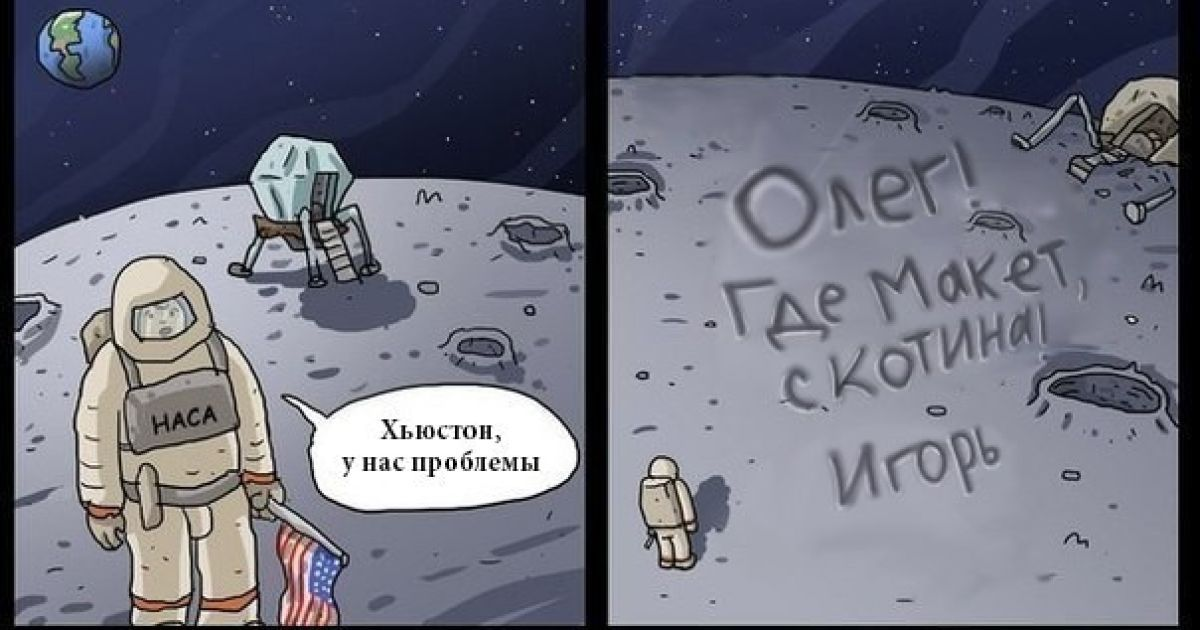 НАСА
Хьюстон,
у нас проблемы
Олег!
Где Макет,
скотина!
Игорь